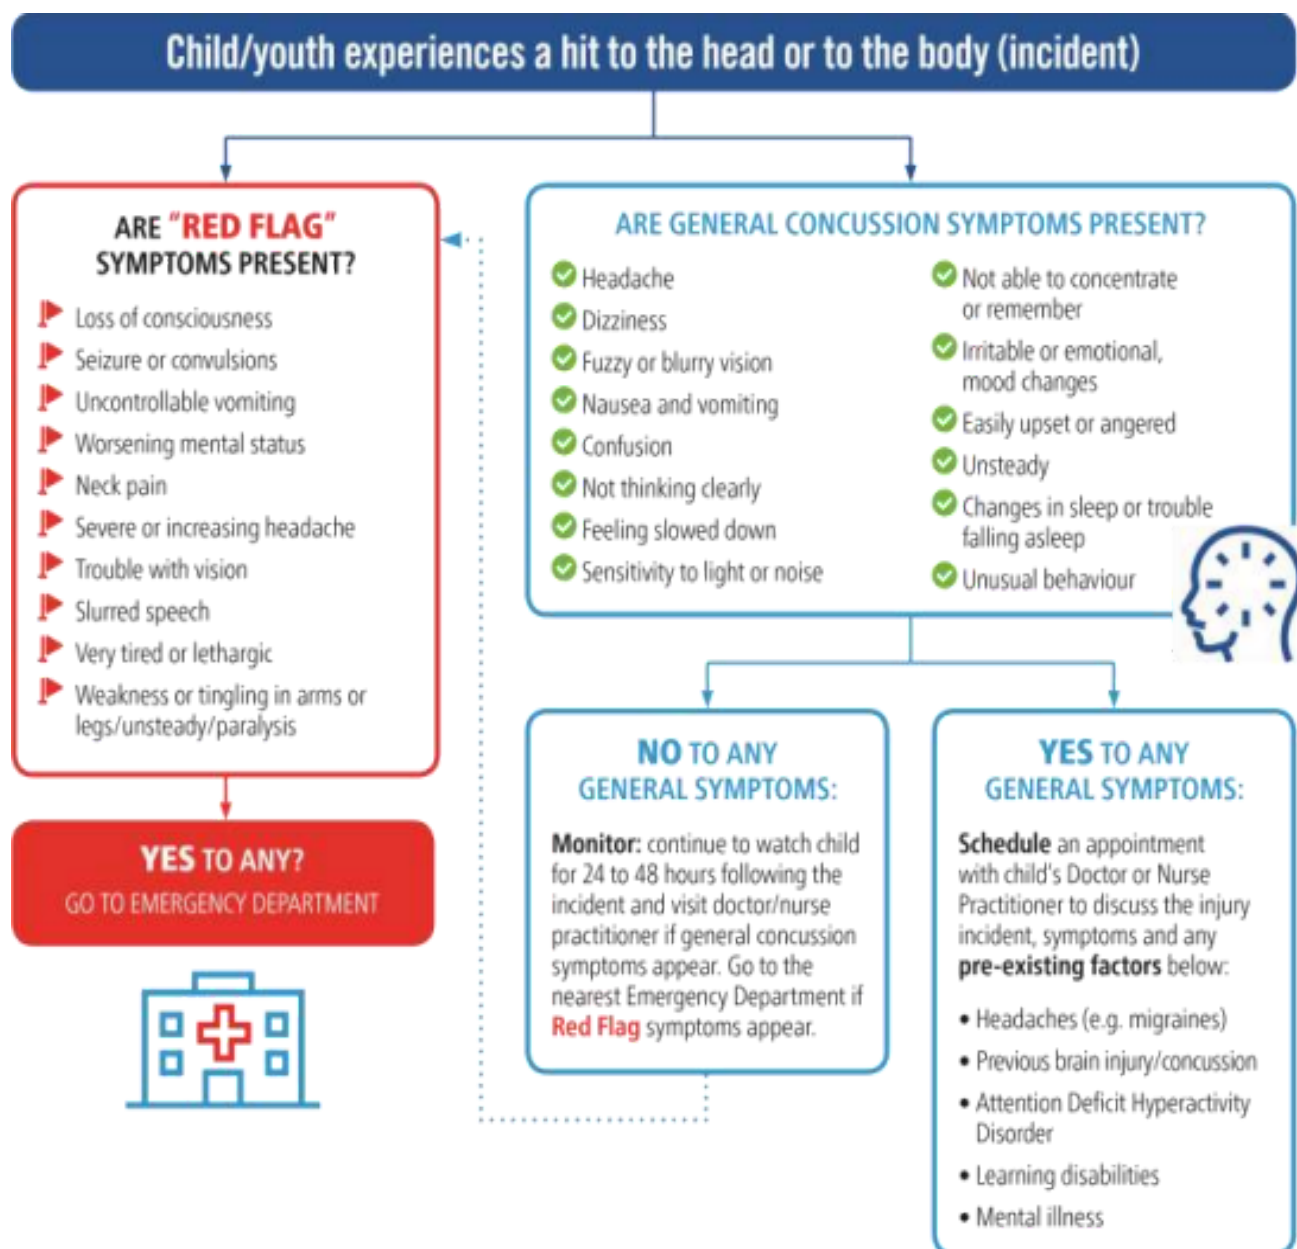 Child/youth experiences a hit to the head or to the body (incident)
ARE "RED FLAG"
SYMPTOMS PRESENT?
Loss of consciousness
Seizure or convulsions
Uncontrollable vomiting
Worsening mental status
Neck pain
Severe or increasing headache
Trouble with vision
Slurred speech
Very tired or lethargic
Weakness or tingling in arms or
legs/unsteady/paralysis
YES TO ANY?
GO TO EMERGENCY DEPARTMENT
ARE GENERAL CONCUSSION SYMPTOMS PRESENT?
Headache
Dizziness
Fuzzy or blurry vision
Nausea and vomiting
Confusion
Not thinking clearly
Feeling slowed down
Sensitivity to light or noise
Not able to concentrate
or remember
Irritable or emotional,
mood changes
Easily upset or angered
Unsteady
Changes in sleep or trouble
falling asleep
Unusual behaviour
NO TO ANY
GENERAL SYMPTOMS:
Monitor: continue to watch child
for 24 to 48 hours following the
incident and visit doctor/nurse
practitioner if general concussion
symptoms appear. Go to the
nearest Emergency Department if
Red Flag symptoms appear.
YES TO ANY
GENERAL SYMPTOMS:
Schedule an appointment
with child's Doctor or Nurse
Practitioner to discuss the injury
incident, symptoms and any
pre-existing factors below:
• Headaches (e.g. migraines)
• Previous brain injury/concussion
• Attention Deficit Hyperactivity
Disorder
• Learning disabilities
• Mental illness